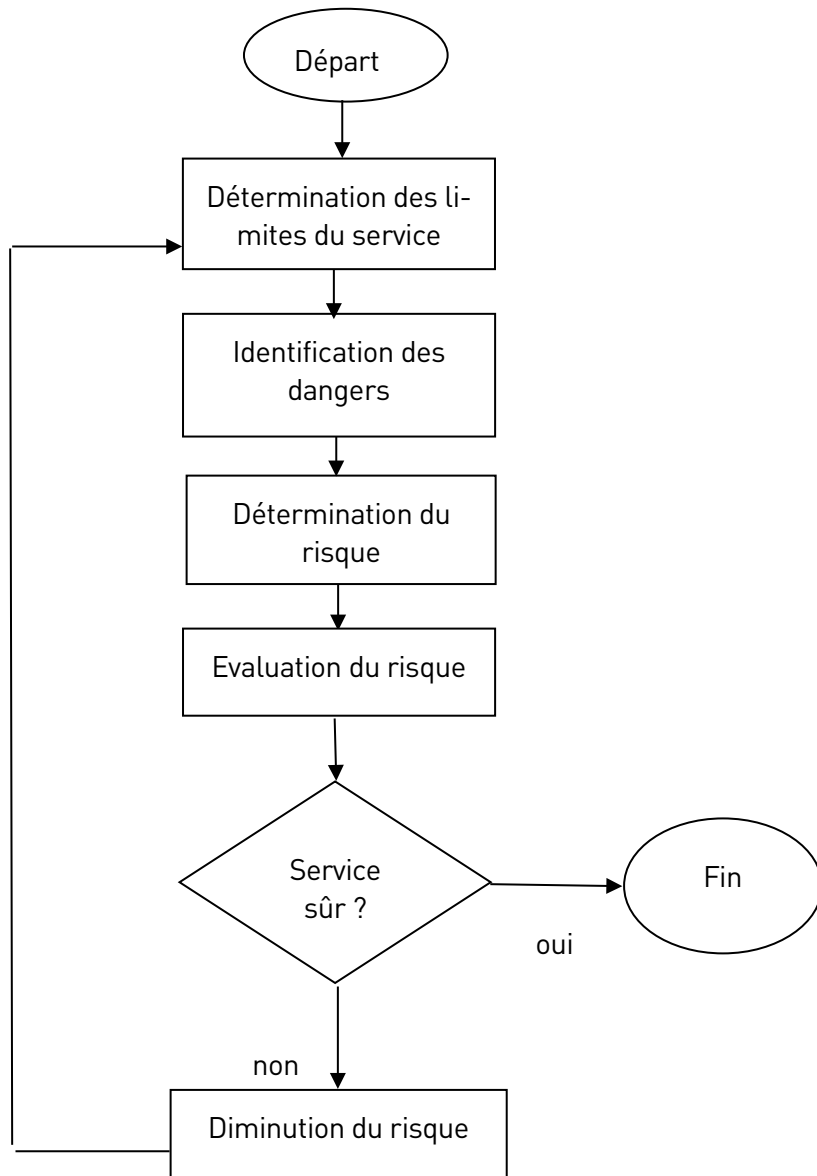 Départ
Détermination des li-
mites du service
Identification des
dangers
Détermination du
risque
Evaluation du risque
Service
sûr ?
Fin
oui
non
Diminution du risque